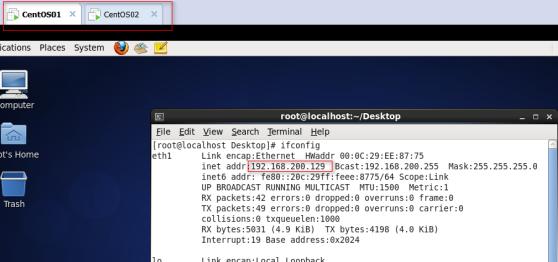 CentOS01 × CentOS02 ×
ications Places System
omputer
ot's Home
Trash
root@localhost:~/Desktop
File Edit View Search Terminal Help
[root@localhost Desktop]# ifconfig
eth1 Link encap:Ethernet HWaddr 00:0C:29:EE:87:75
inet addr:192.168.200.129 Bcast:192.168.200.255 Mask:255.255.255.0
inet6 addr: fe80::20c:29ff:feee:8775/64 Scope:Link
UP BROADCAST RUNNING MULTICAST MTU:1500 Metric:1
RX packets:42 errors:0 dropped:0 overruns:0 frame:0
TX packets:49 errors:0 dropped:0 overruns:0 carrier:0
collisions:0 txqueuelen:1000
RX bytes:5031 (4.9 KiB) TX bytes:4198 (4.0 KiB)
Interrupt:19 Base address:0x2024
lo Link encap:Local Loopback